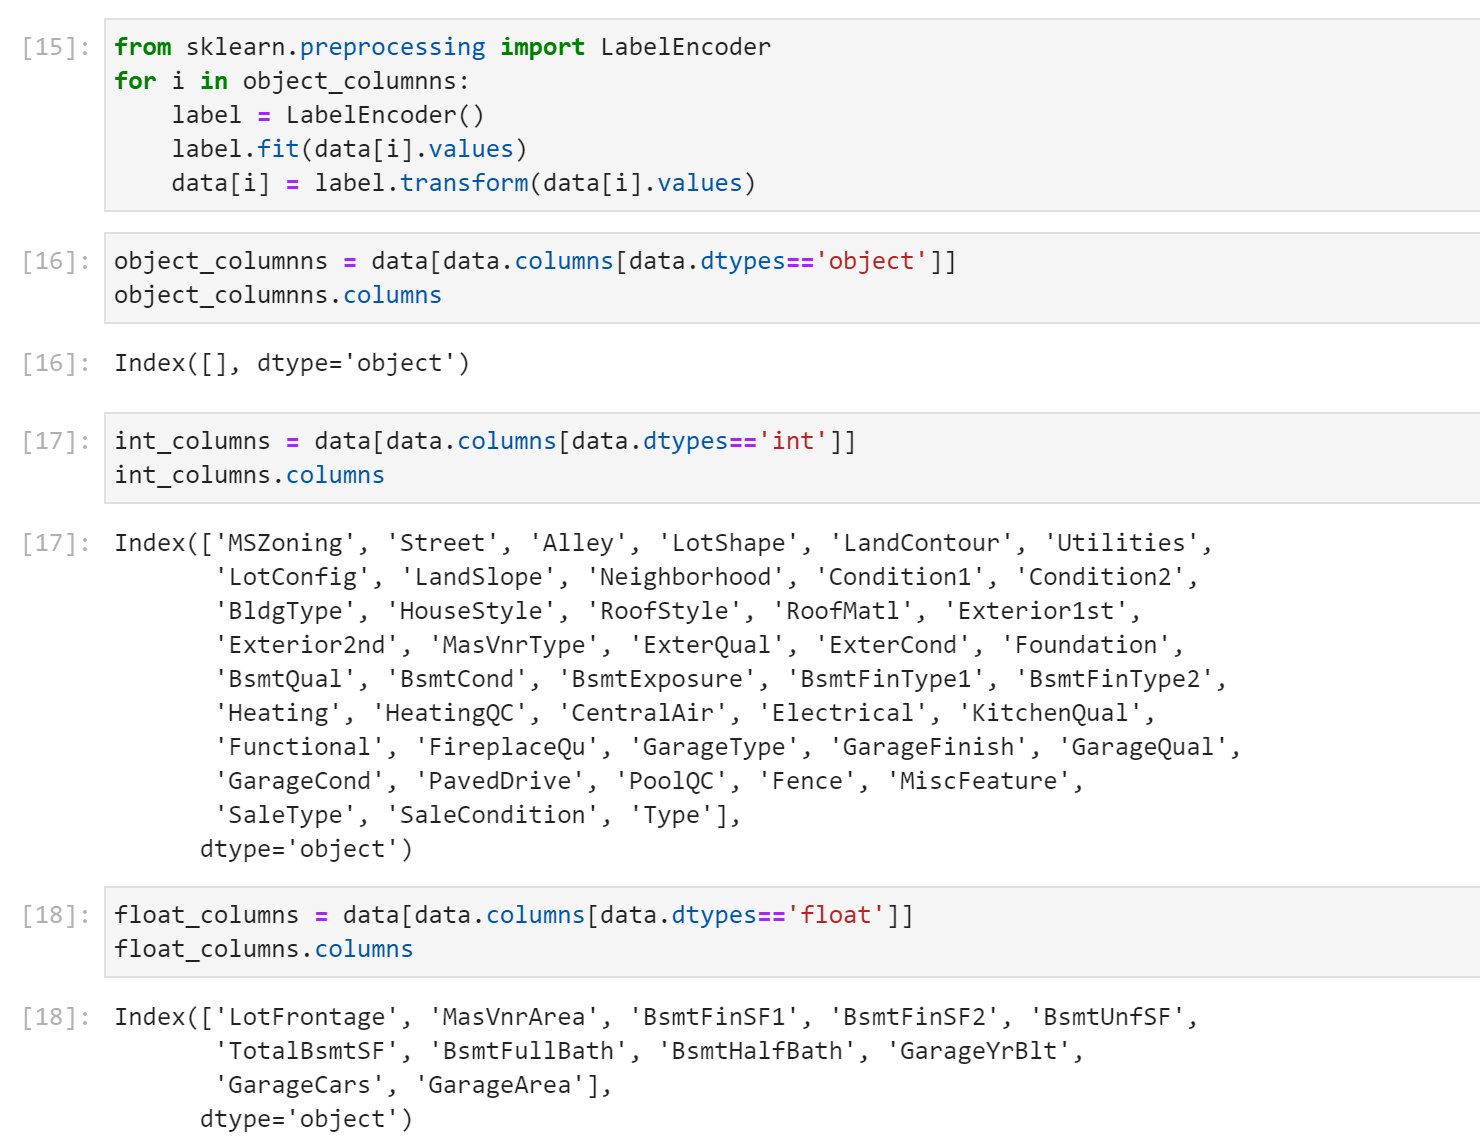 [15]: from sklearn.preprocessing import LabelEncoder
for i in object_columnns:
    label = LabelEncoder()
    label.fit(data[i].values)
    data[i] = label.transform(data[i].values)
[16]: object_columnns = data[data.columns[data.dtypes=='object']]
object_columnns.columns
[16]: Index([], dtype='object')
[17]: int_columns = data[data.columns[data.dtypes=='int']]
int_columns.columns
[17]: Index(['MSZoning', 'Street', 'Alley', 'LotShape', 'LandContour', 'Utilities',
       'LotConfig', 'LandSlope', 'Neighborhood', 'Condition1', 'Condition2',
       'BldgType', 'HouseStyle', 'RoofStyle', 'RoofMatl', 'Exterior1st',
       'Exterior2nd', 'MasVnrType', 'ExterQual', 'ExterCond', 'Foundation',
       'BsmtQual', 'BsmtCond', 'BsmtExposure', 'BsmtFinType1', 'BsmtFinType2',
       'Heating', 'HeatingQC', 'CentralAir', 'Electrical', 'KitchenQual',
       'Functional', 'FireplaceQu', 'GarageType', 'GarageFinish', 'GarageQual',
       'GarageCond', 'PavedDrive', 'PoolQC', 'Fence', 'MiscFeature',
       'SaleType', 'SaleCondition', 'Type'],
      dtype='object')
[18]: float_columns = data[data.columns[data.dtypes=='float']]
float_columns.columns
[18]: Index(['LotFrontage', 'MasVnrArea', 'BsmtFinSF1', 'BsmtFinSF2', 'BsmtUnfSF',
       'TotalBsmtSF', 'BsmtFullBath', 'BsmtHalfBath', 'GarageYrBlt',
       'GarageCars', 'GarageArea'],
      dtype='object')